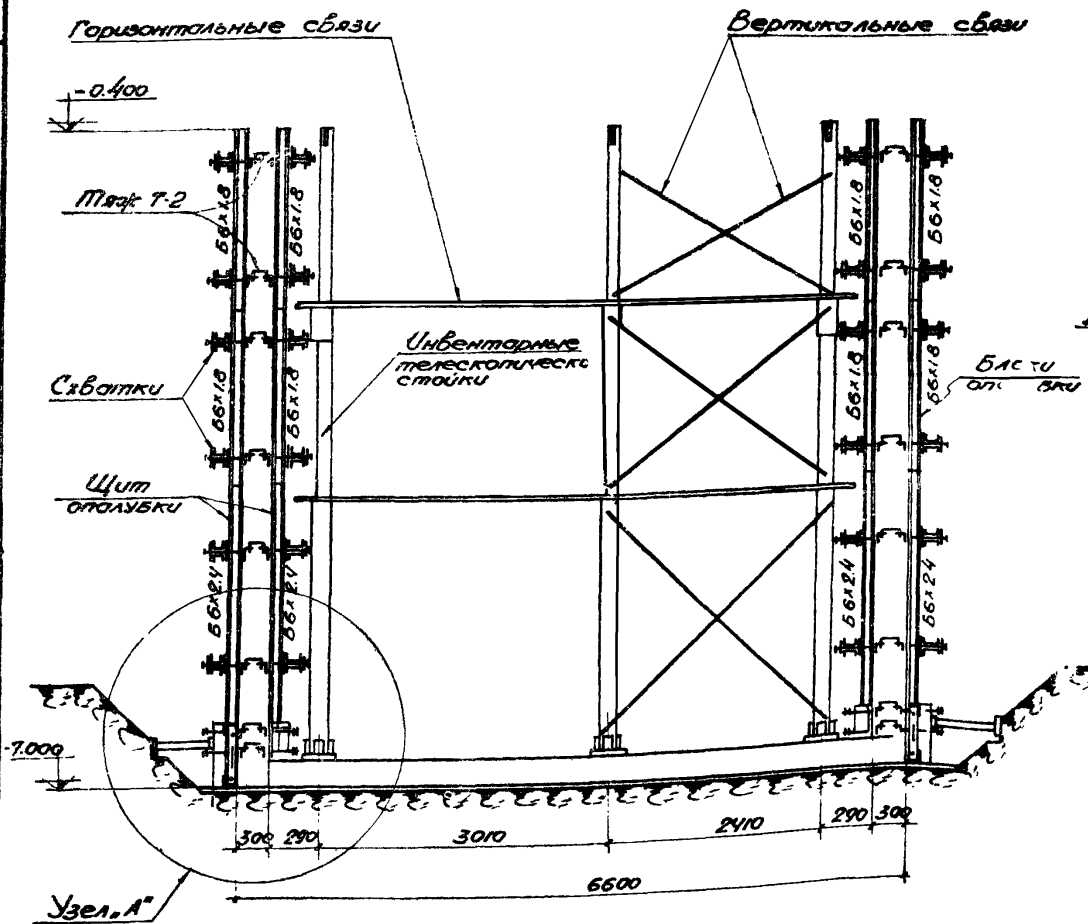 Горизонтальные связи
Вертикальные связи
-0.400
Тяж Т-2
Б6х1.8
Б6х1.8
Б6х1.8
Б6х1.8
Инвентарные
телескопическ
стойки
Схватки
Б6х1.8
Б6х1.8
Б6х1.8
Б6х1.8
Щит
опалубки
Б6х2.4
Б6х2.4
Б6х2.4
Б6х2.4
-7.000
300
290
3010
2410
290
300
6600
Узел „А"